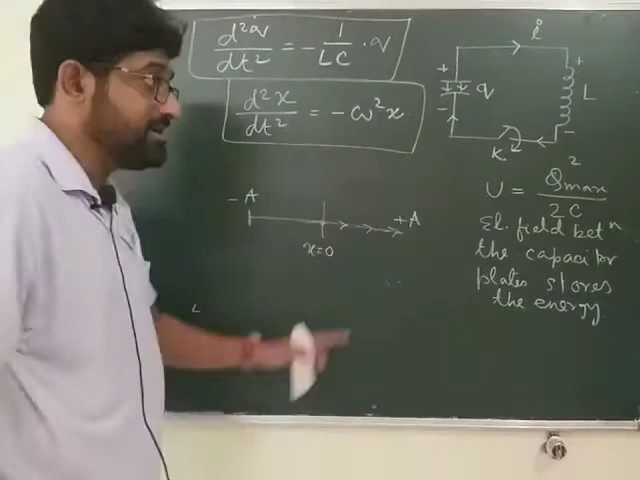 d²q/dt² = -1/LC · q
d²x/dt² = -ω²x
-A
+A
x=0
i
+
+
q
L
-
-
K
U = Q²max/2C
El. field betⁿ
the capacitor
plates stores
the energy.